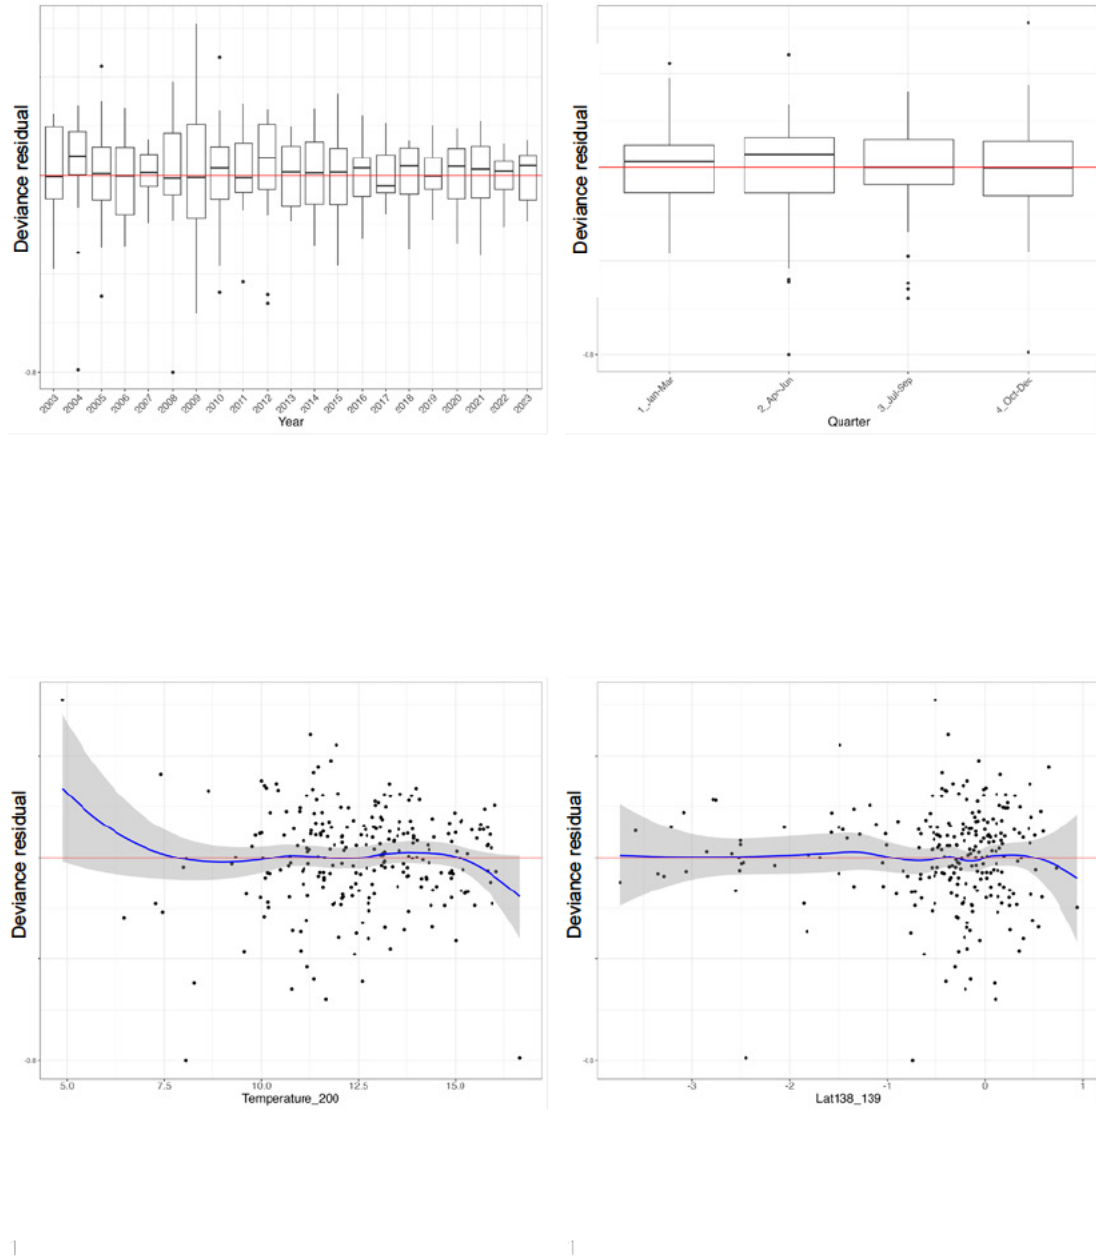 Deviance residual
-3.8
2003 2004 2005 2006 2007 2008 2009 2010 2011 2012 2013 2014 2015 2016 2017 2018 2019 2020 2021 2022 2023
Year
Deviance residual
1_Jan-Mar 2_Apr-Jun 3_Jul-Sep 4_Oct-Dec
Quarter
Deviance residual
5.0 7.5 10.0 12.5 15.0
Temperature_200
Deviance residual
-3 -2 -1 0 1
Lat138_139